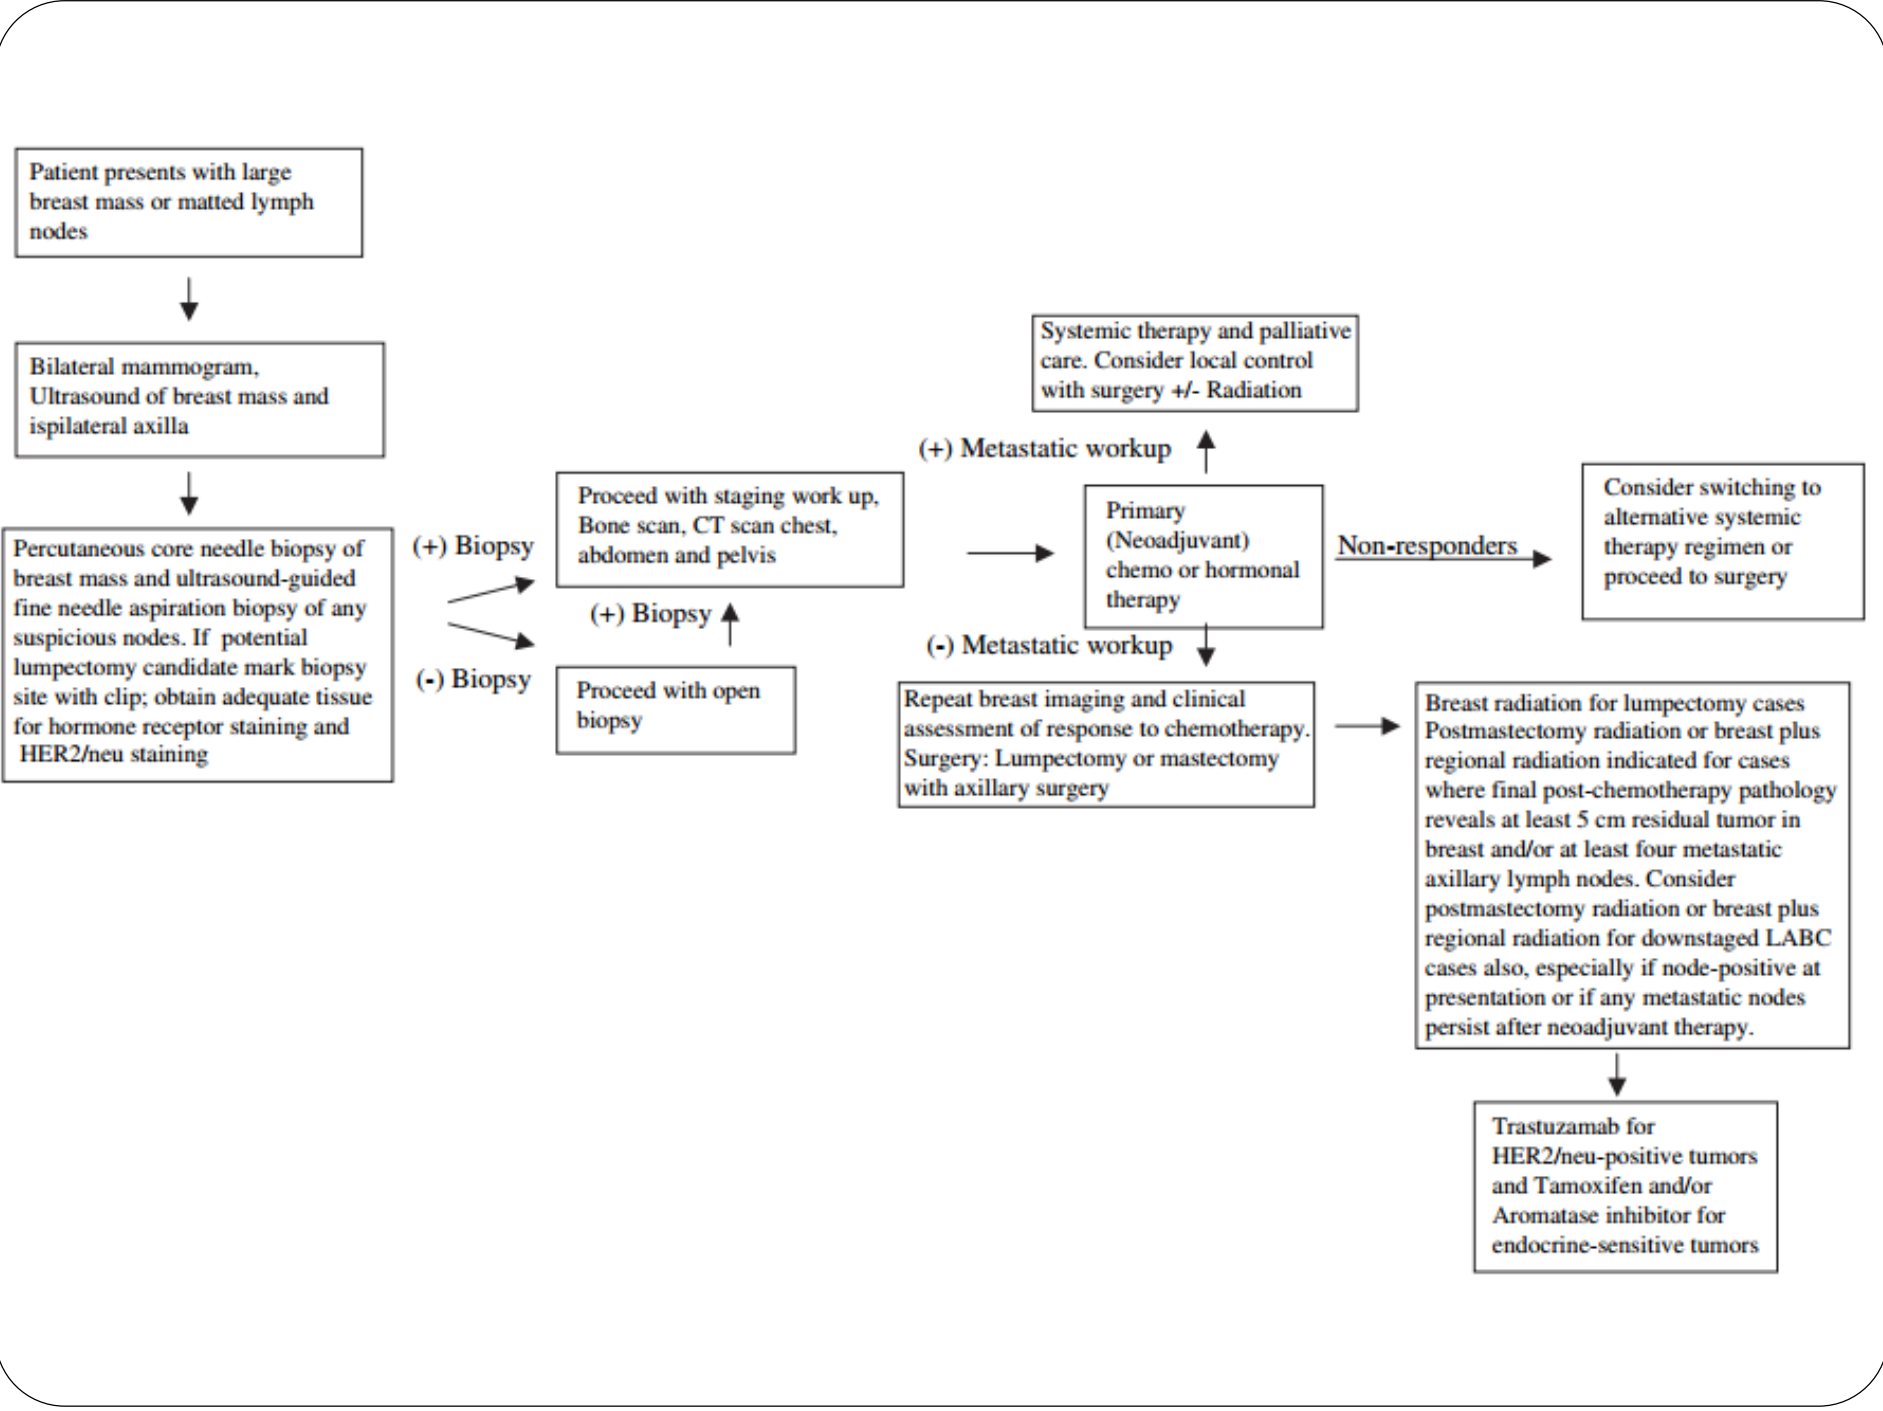 Patient presents with large
breast mass or matted lymph
nodes
Bilateral mammogram,
Ultrasound of breast mass and
ispilateral axilla
Percutaneous core needle biopsy of
breast mass and ultrasound-guided
fine needle aspiration biopsy of any
suspicious nodes. If potential
lumpectomy candidate mark biopsy
site with clip; obtain adequate tissue
for hormone receptor staining and
HER2/neu staining
(+) Biopsy
(-) Biopsy
Proceed with staging work up,
Bone scan, CT scan chest,
abdomen and pelvis
(+) Biopsy
Proceed with open
biopsy
Systemic therapy and palliative
care. Consider local control
with surgery +/- Radiation
(+) Metastatic workup
Primary
(Neoadjuvant)
chemo or hormonal
therapy
(-) Metastatic workup
Repeat breast imaging and clinical
assessment of response to chemotherapy.
Surgery: Lumpectomy or mastectomy
with axillary surgery
Non-responders
Consider switching to
alternative systemic
therapy regimen or
proceed to surgery
Breast radiation for lumpectomy cases
Postmastectomy radiation or breast plus
regional radiation indicated for cases
where final post-chemotherapy pathology
reveals at least 5 cm residual tumor in
breast and/or at least four metastatic
axillary lymph nodes. Consider
postmastectomy radiation or breast plus
regional radiation for downstaged LABC
cases also, especially if node-positive at
presentation or if any metastatic nodes
persist after neoadjuvant therapy.
Trastuzamab for
HER2/neu-positive tumors
and Tamoxifen and/or
Aromatase inhibitor for
endocrine-sensitive tumors